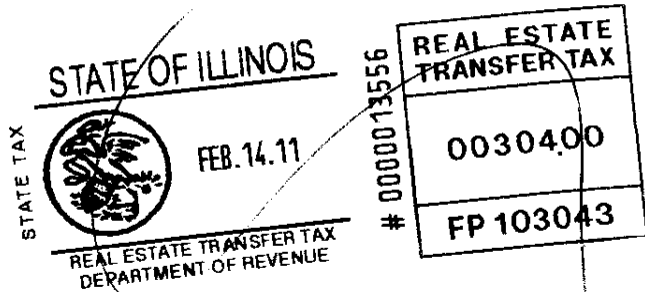 STATE OF ILLINOIS
STATE TAX
FEB.14.11
REAL ESTATE TRANSFER TAX
DEPARTMENT OF REVENUE
# 0000013556
REAL ESTATE
TRANSFER TAX
00304.00
FP 103043